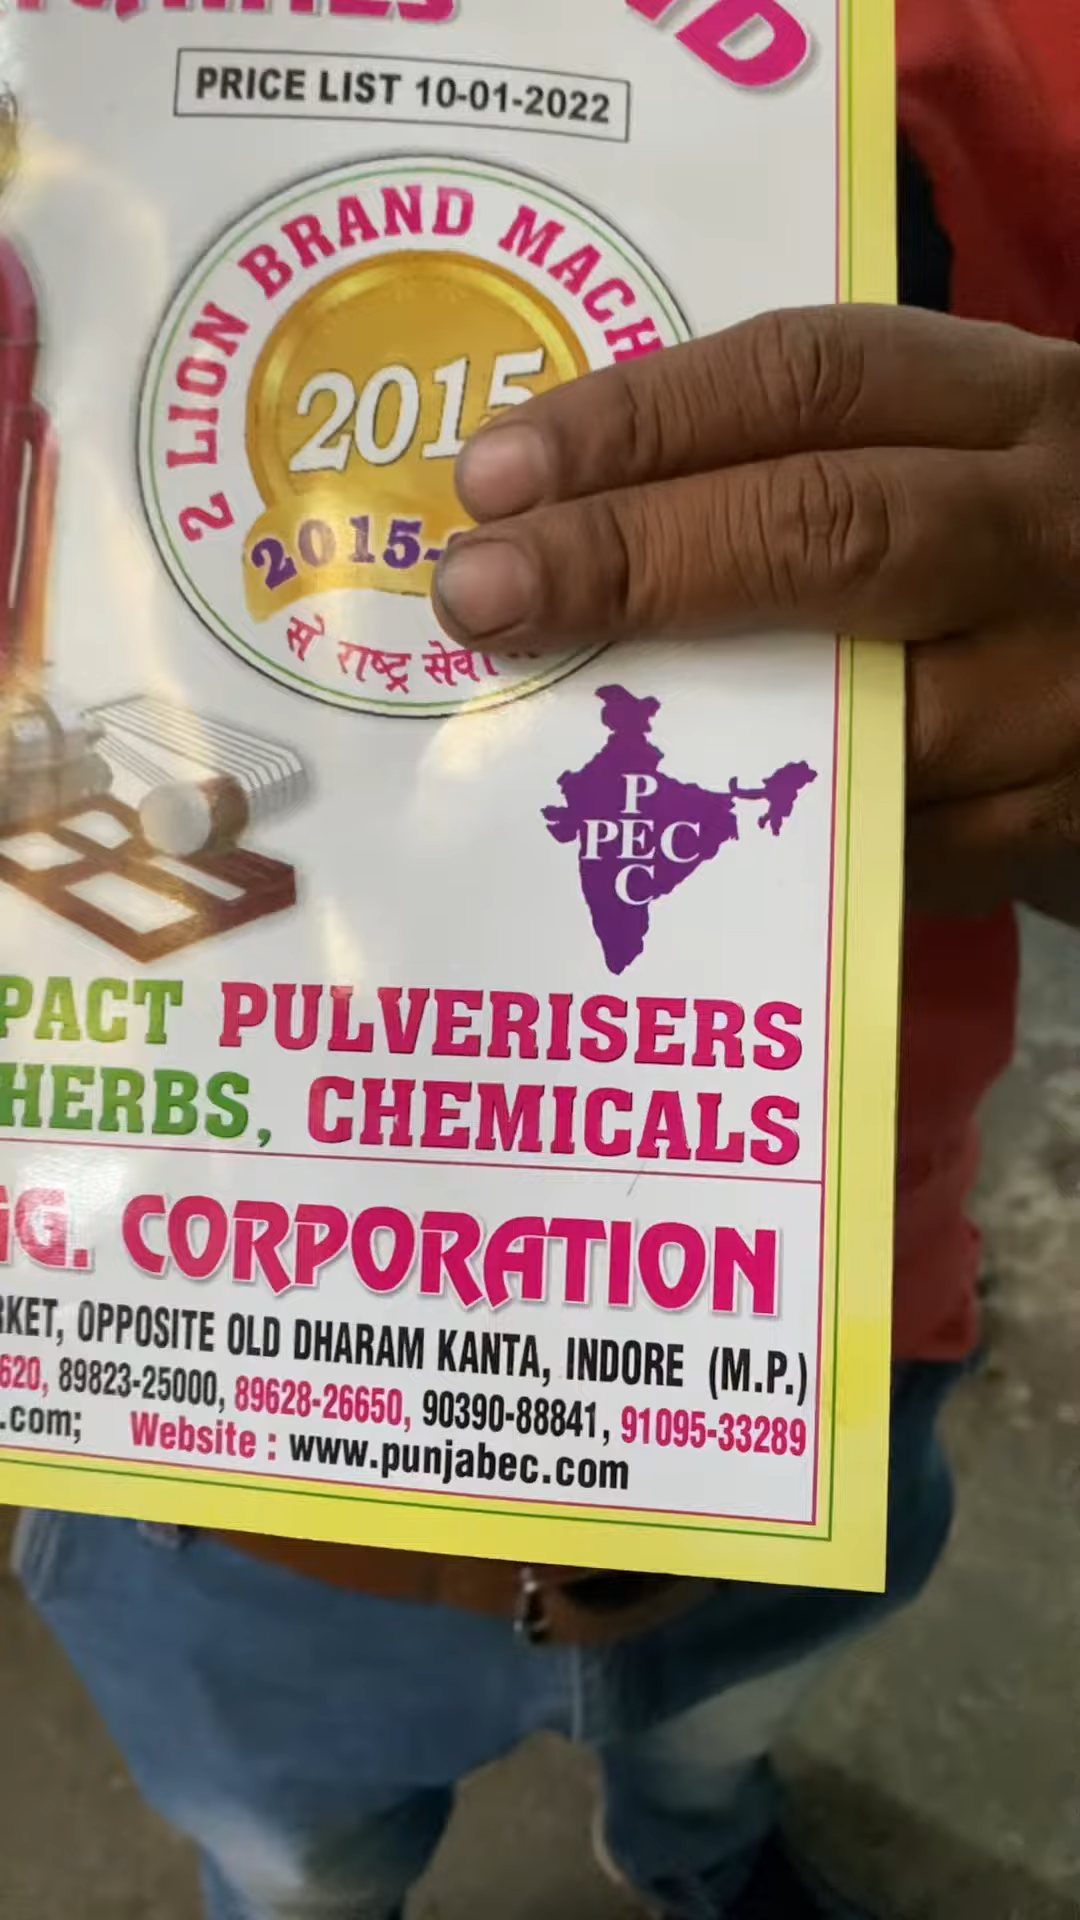 PRICE LIST 10-01-2022
2 LION BRAND MACH
2015
2015-
से राष्ट्र सेवा
P
PEC
C
PACT PULVERISERS
HERBS, CHEMICALS
GG. CORPORATION
RKET, OPPOSITE OLD DHARAM KANTA, INDORE (M.P.)
620, 89823-25000, 89628-26650, 90390-88841, 91095-33289
.com; Website : www.punjabec.com